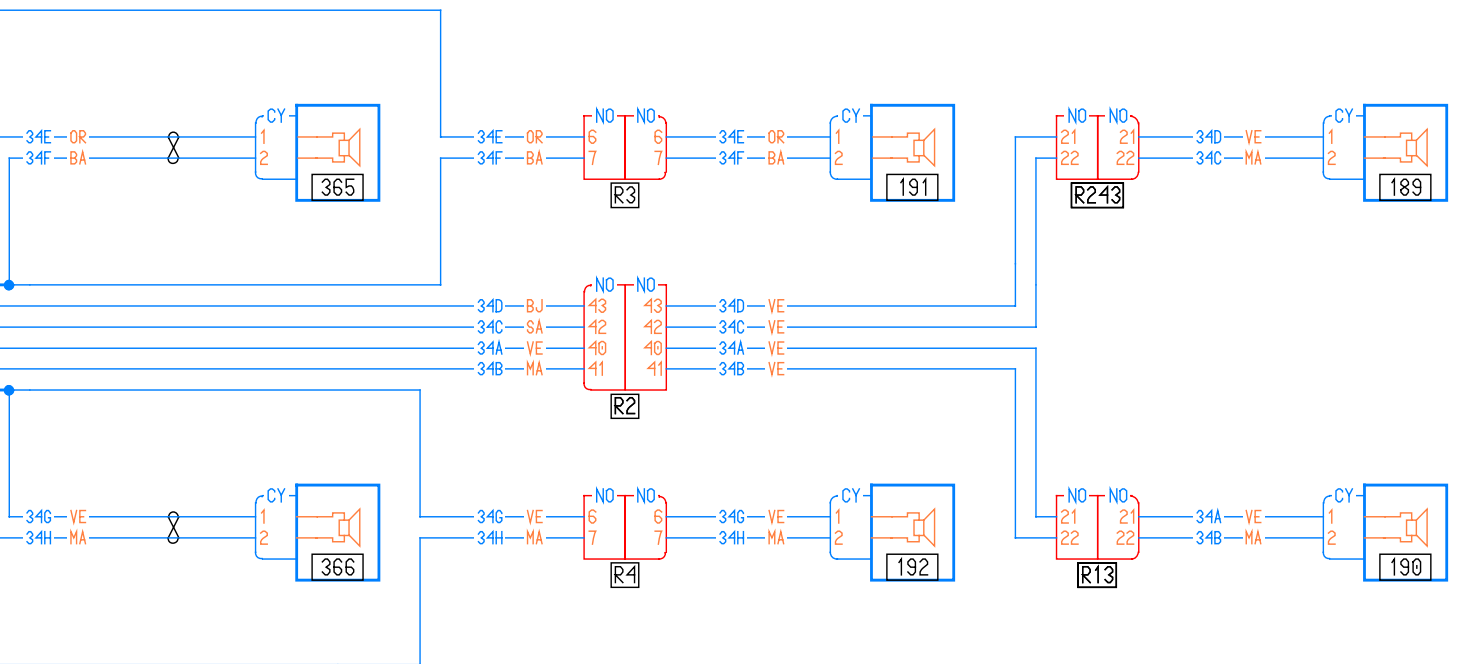 CY NO NO CY NO NO CY
34E OR 1 34E OR 6 6 34E OR 1 21 21 34D VE 1
34F BA 2 34F BA 7 7 34F BA 2 22 22 34C MA 2
365 R3 191 R243 189
NO NO
34D BJ 43 43 34D VE
34C SA 42 42 34C VE
34A VE 40 40 34A VE
34B MA 41 41 34B VE
R2
CY NO NO CY NO NO CY
34G VE 1 34G VE 6 6 34G VE 1 21 21 34A VE 1
34H MA 2 34H MA 7 7 34H MA 2 22 22 34B MA 2
366 R4 192 R13 190